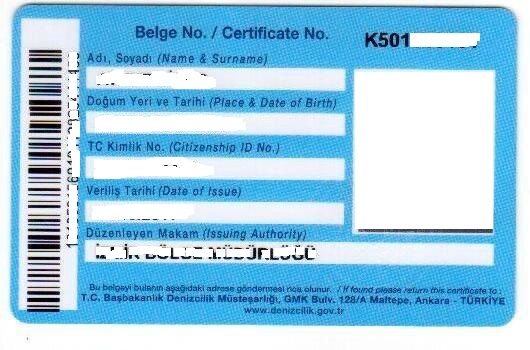 Belge No. / Certificate No.
K501
Adı, Soyadı (Name & Surname)
Doğum Yeri ve Tarihi (Place & Date of Birth)
TC Kimlik No. (Citizenship ID No.)
Veriliş Tarihi (Date of Issue)
Düzenleyen Makam (Issuing Authority)
BÖLGE MÜDÜRLÜĞÜ
Bu belgeyi bulanın aşağıdaki adrese göndermesi rica olunur. / If found please return this certificate to :
T.C. Başbakanlık Denizcilik Müsteşarlığı, GMK Bulv. 128/A Maltepe, Ankara - TÜRKİYE
www.denizcilik.gov.tr